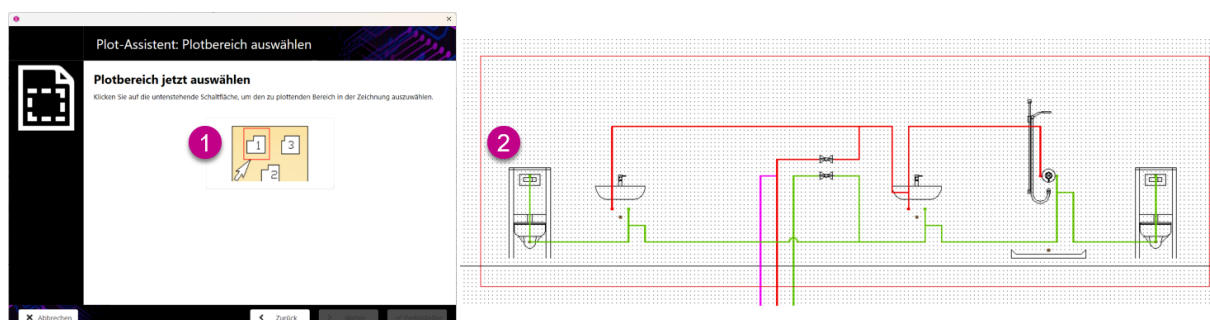 Plot-Assistent: Plotbereich auswählen
Plotbereich jetzt auswählen
Klicken Sie auf die untenstehende Schaltfläche, um den zu plottenden Bereich in der Zeichnung auszuwählen.
1
1 3
2
2
Abbrechen Zurück